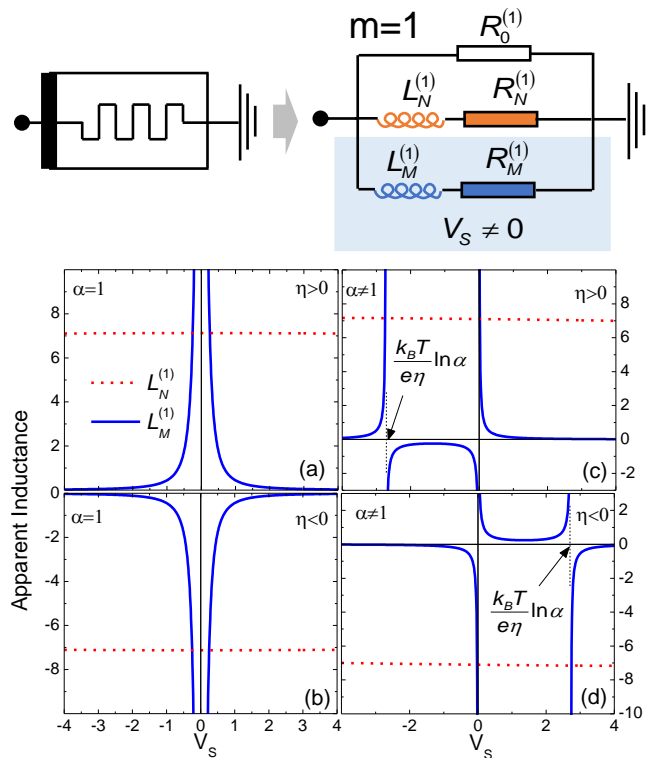 m=1
R_0^(1)
L_N^(1) R_N^(1)
L_M^(1) R_M^(1)
V_S ≠ 0
α=1 η>0
8
6
4
2
L_N^(1)
L_M^(1)
(a)
α≠1 η>0
8
6
4
2
0
-2
k_BT/eη lnα
(c)
α=1 η<0
0
-2
-4
-6
-8
(b)
-4 -3 -2 -1 0 1 2 3 4
V_S
α≠1 η<0
2
0
-2
-4
-6
-8
-10
k_BT/eη lnα
(d)
-2 0 2 4
V_S
Apparent Inductance